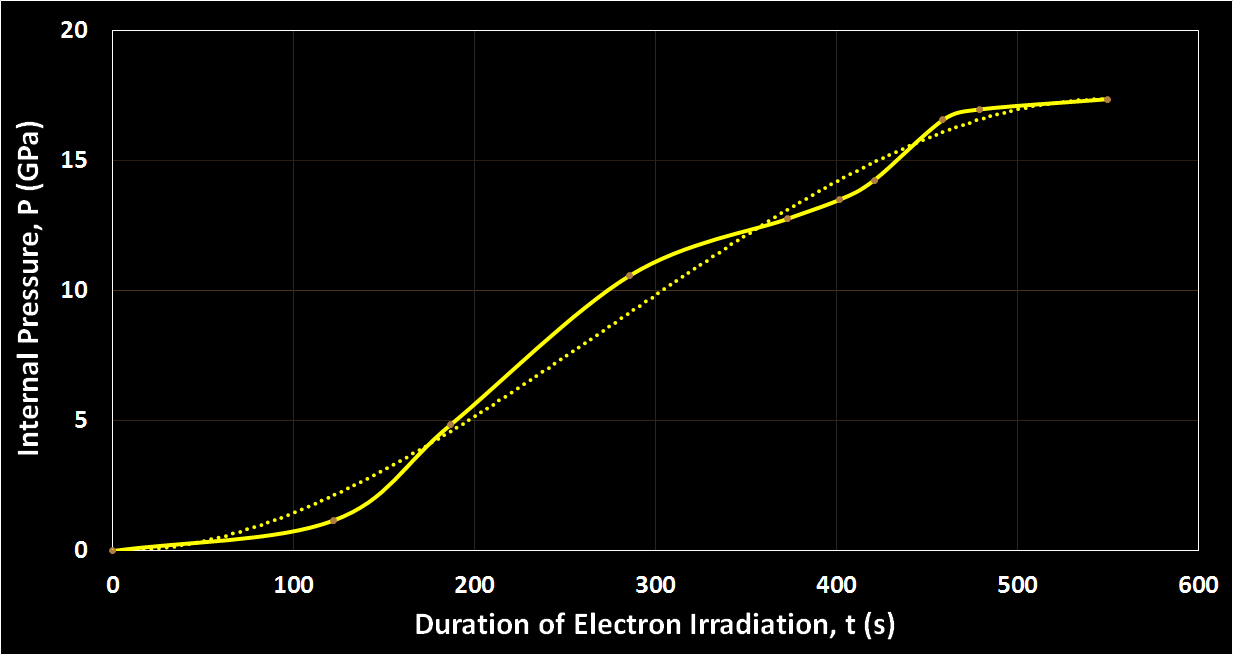 Internal Pressure, P (GPa)
20
15
10
5
0
0 100 200 300 400 500 600
Duration of Electron Irradiation, t (s)